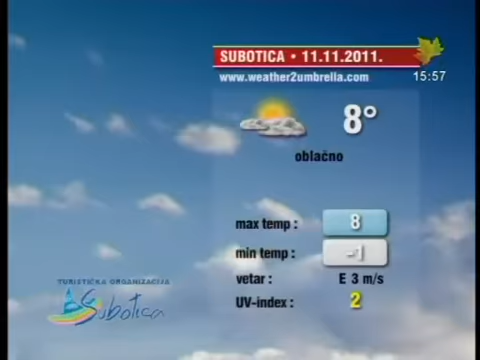 SUBOTICA • 11.11.2011.
www.weather2umbrella.com
15:57
8°
oblačno
max temp : 8
min temp : -1
vetar : E 3 m/s
UV-index : 2
TURISTIČKA ORGANIZACIJA
Subotica